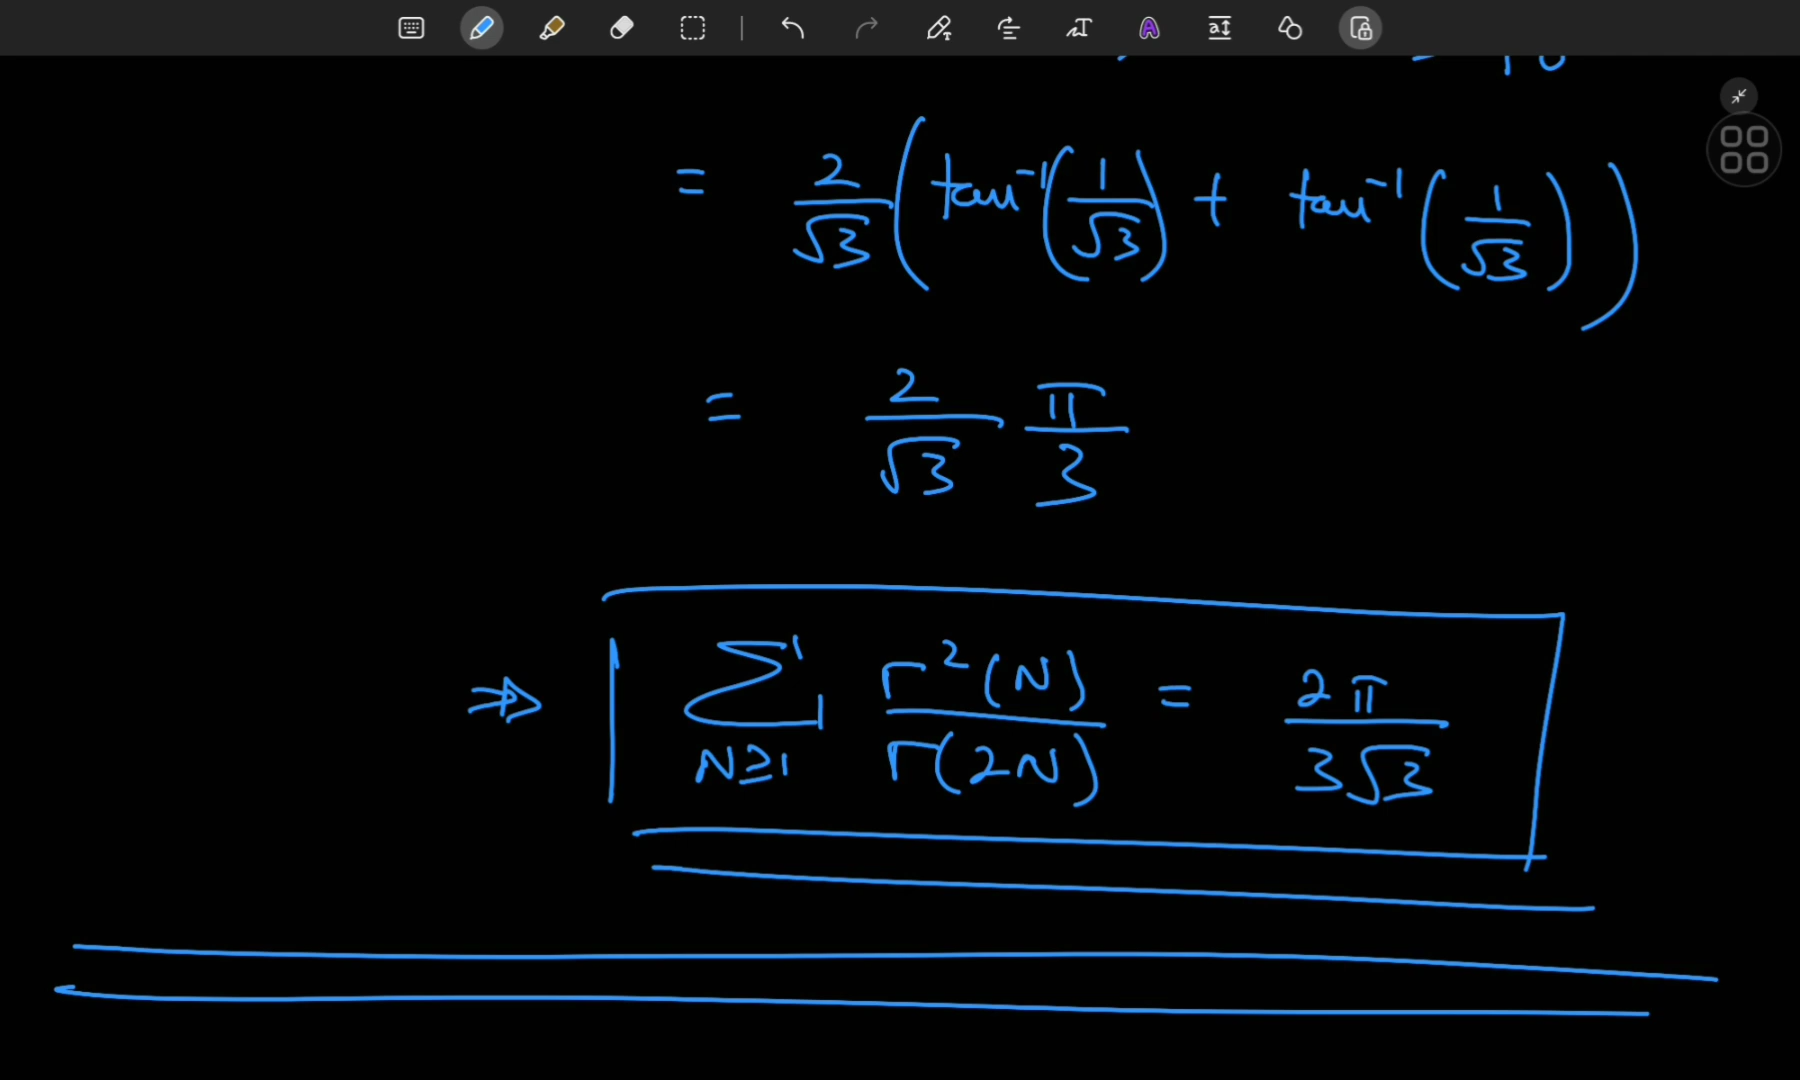 = 2/√3 ( tan⁻¹(1/√3) + tan⁻¹(1/√3) )
= 2/√3 π/3
⇒ Σ N≥1 Γ²(N)/Γ(2N) = 2π/3√3